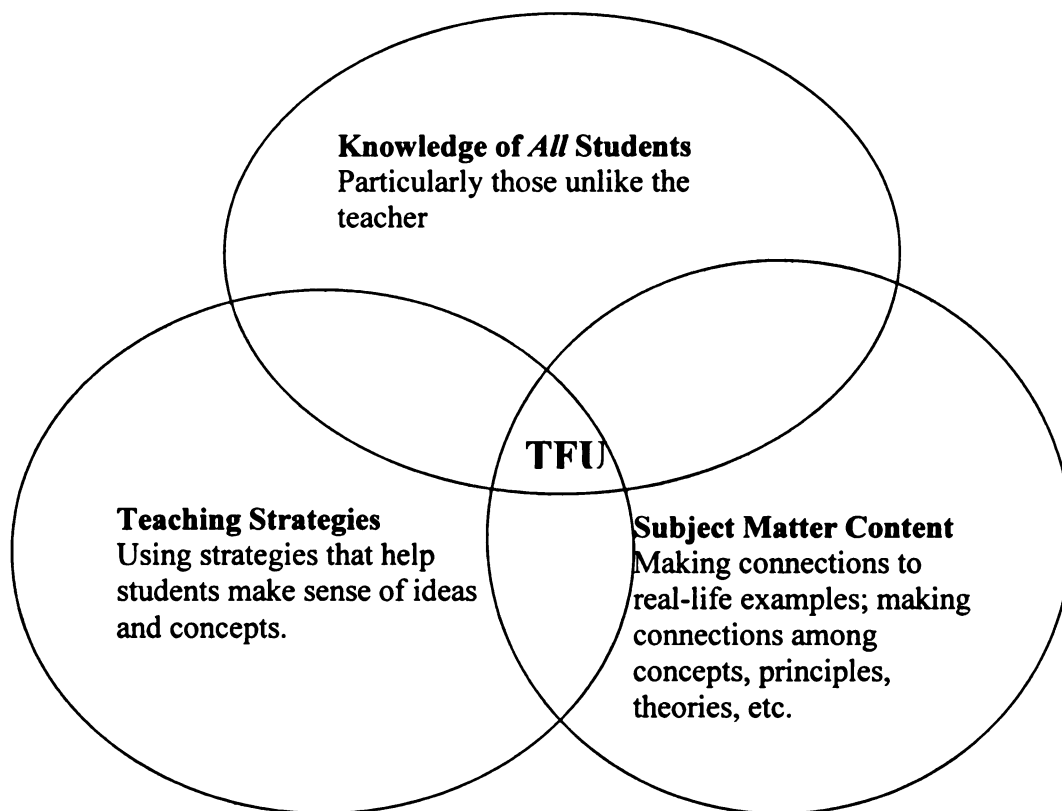 Knowledge of All Students
Particularly those unlike the
teacher
TFU
Teaching Strategies
Using strategies that help
students make sense of ideas
and concepts.
Subject Matter Content
Making connections to
real-life examples; making
connections among
concepts, principles,
theories, etc.